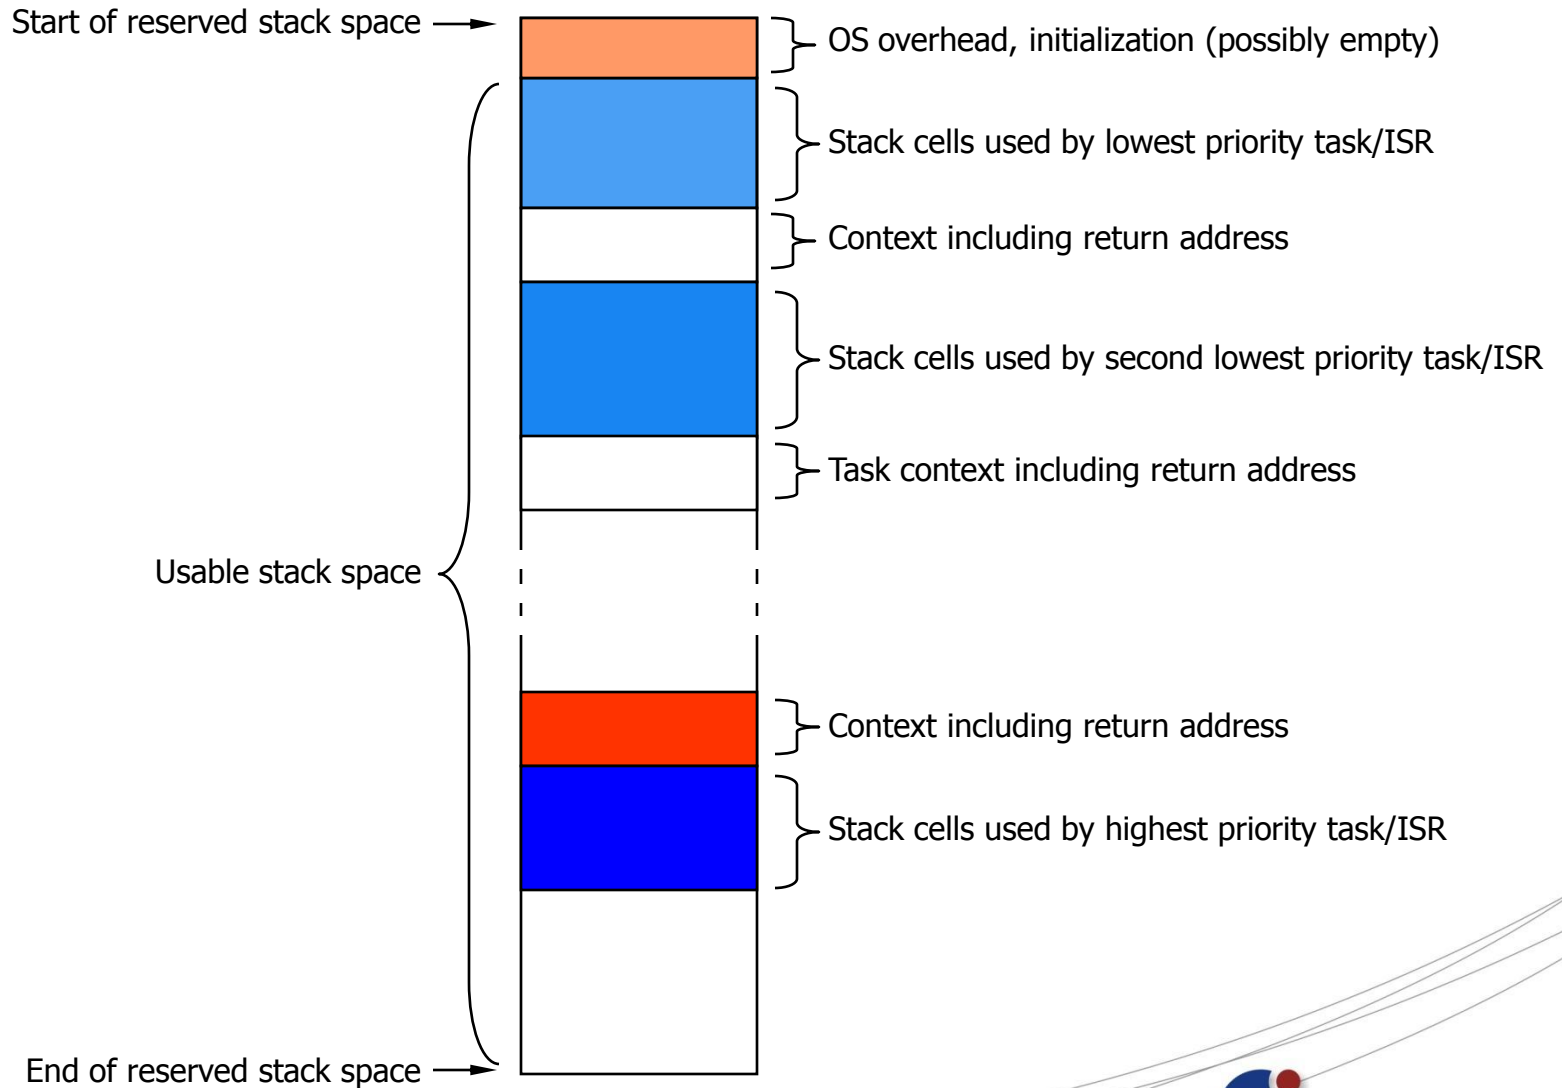 Start of reserved stack space
OS overhead, initialization (possibly empty)
Stack cells used by lowest priority task/ISR
Context including return address
Stack cells used by second lowest priority task/ISR
Task context including return address
Usable stack space
Context including return address
Stack cells used by highest priority task/ISR
End of reserved stack space